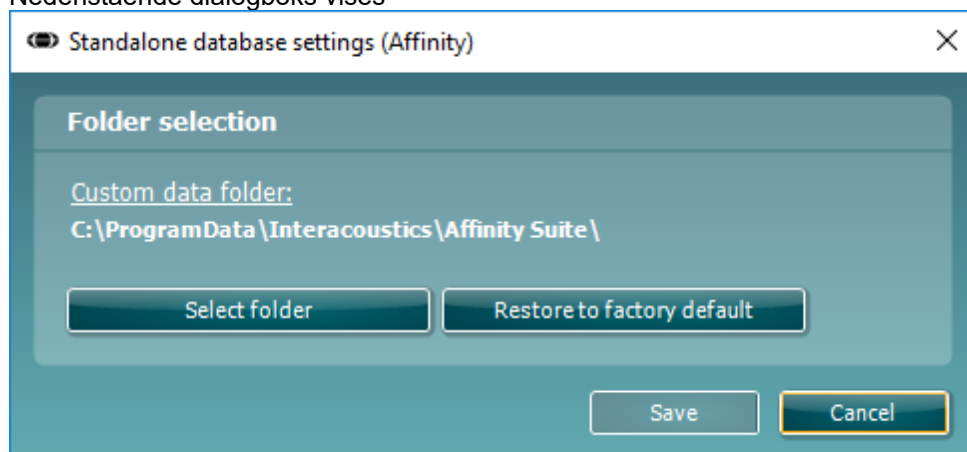 Nedenstående dialogboks vises
Standalone database settings (Affinity)
Folder selection
Custom data folder:
C:\ProgramData\Interacoustics\Affinity Suite\
Select folder
Restore to factory default
Save
Cancel